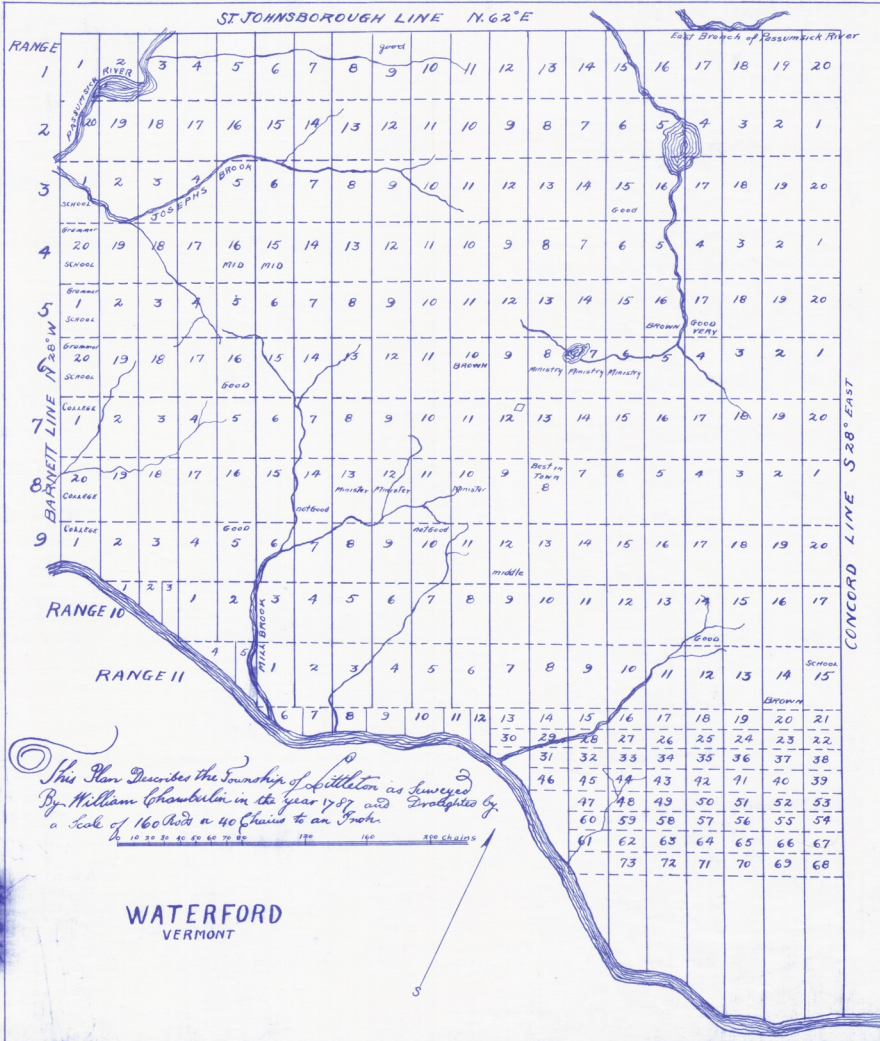 ST. JOHNSBOROUGH LINE N. 62° E
East Branch of Passumsick River
RANGE
good
1 1 2 3 4 5 6 7 8 9 10 11 12 13 14 15 16 17 18 19 20
PASSUMSICK RIVER
2 20 19 18 17 16 15 14 13 12 11 10 9 8 7 6 5 4 3 2 1
3 1 2 3 4 5 6 7 8 9 10 11 12 13 14 15 16 17 18 19 20
JOSEPHS BROOK
SCHOOL Good
Grammar
4 20 19 18 17 16 15 14 13 12 11 10 9 8 7 6 5 4 3 2 1
SCHOOL MID MID
Grammar
5 1 2 3 4 5 6 7 8 9 10 11 12 13 14 15 16 17 18 19 20
SCHOOL BROWN GOOD VERY
Grammar
6 20 19 18 17 16 15 14 13 12 11 10 9 8 7 6 5 4 3 2 1
SCHOOL GOOD BROWN Ministry Ministry Ministry
COLLEGE
7 1 2 3 4 5 6 7 8 9 10 11 12 13 14 15 16 17 18 19 20
Best in Town
8 20 19 18 17 16 15 14 13 12 11 10 9 8 7 6 5 4 3 2 1
COLLEGE Minister Minister Minister
not Good
COLLEGE GOOD not Good
9 1 2 3 4 5 6 7 8 9 10 11 12 13 14 15 16 17 18 19 20
middle
BARNETT LINE N 28° W
CONCORD LINE S 28° EAST
RANGE 10 1 2 3 1 2 3 4 5 6 7 8 9 10 11 12 13 14 15 16 17
GOOD
MILL BROOK
RANGE 11 4 5 1 2 3 4 5 6 7 8 9 10 11 12 13 14 15
SCHOOL
BROWN
6 7 8 9 10 11 12 13 14 15 16 17 18 19 20 21
30 29 28 27 26 25 24 23 22
31 32 33 34 35 36 37 38
46 45 44 43 42 41 40 39
47 48 49 50 51 52 53
60 59 58 57 56 55 54
61 62 63 64 65 66 67
73 72 71 70 69 68
This Plan Describes the Township of Littleton as Surveyed
By William Chamberlin in the year 1787 and Draughted by
a Scale of 160 Rods or 40 Chains to an Inch.
0 10 20 30 40 50 60 70 80 120 160 200 chains
WATERFORD
VERMONT
S